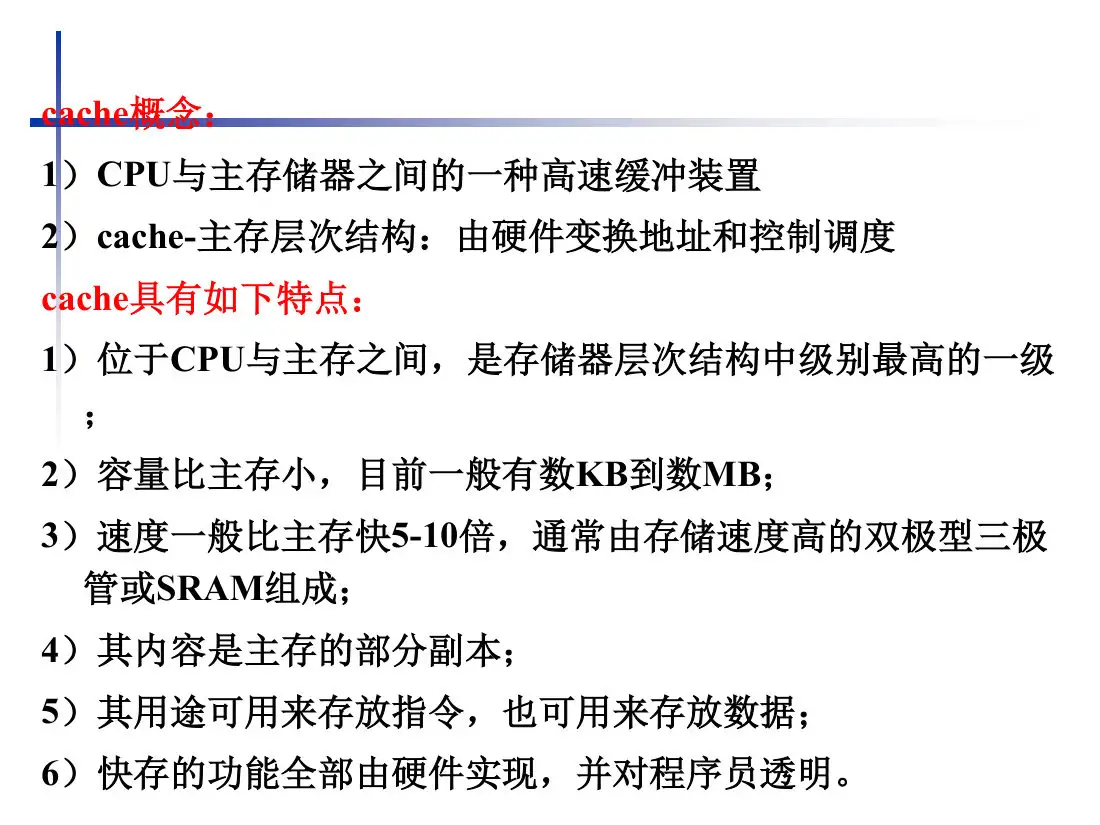 cache概念：
1）CPU与主存储器之间的一种高速缓冲装置
2）cache-主存层次结构：由硬件变换地址和控制调度
cache具有如下特点：
1）位于CPU与主存之间，是存储器层次结构中级别最高的一级
；
2）容量比主存小，目前一般有数KB到数MB；
3）速度一般比主存快5-10倍，通常由存储速度高的双极型三极
管或SRAM组成；
4）其内容是主存的部分副本；
5）其用途可用来存放指令，也可用来存放数据；
6）快存的功能全部由硬件实现，并对程序员透明。